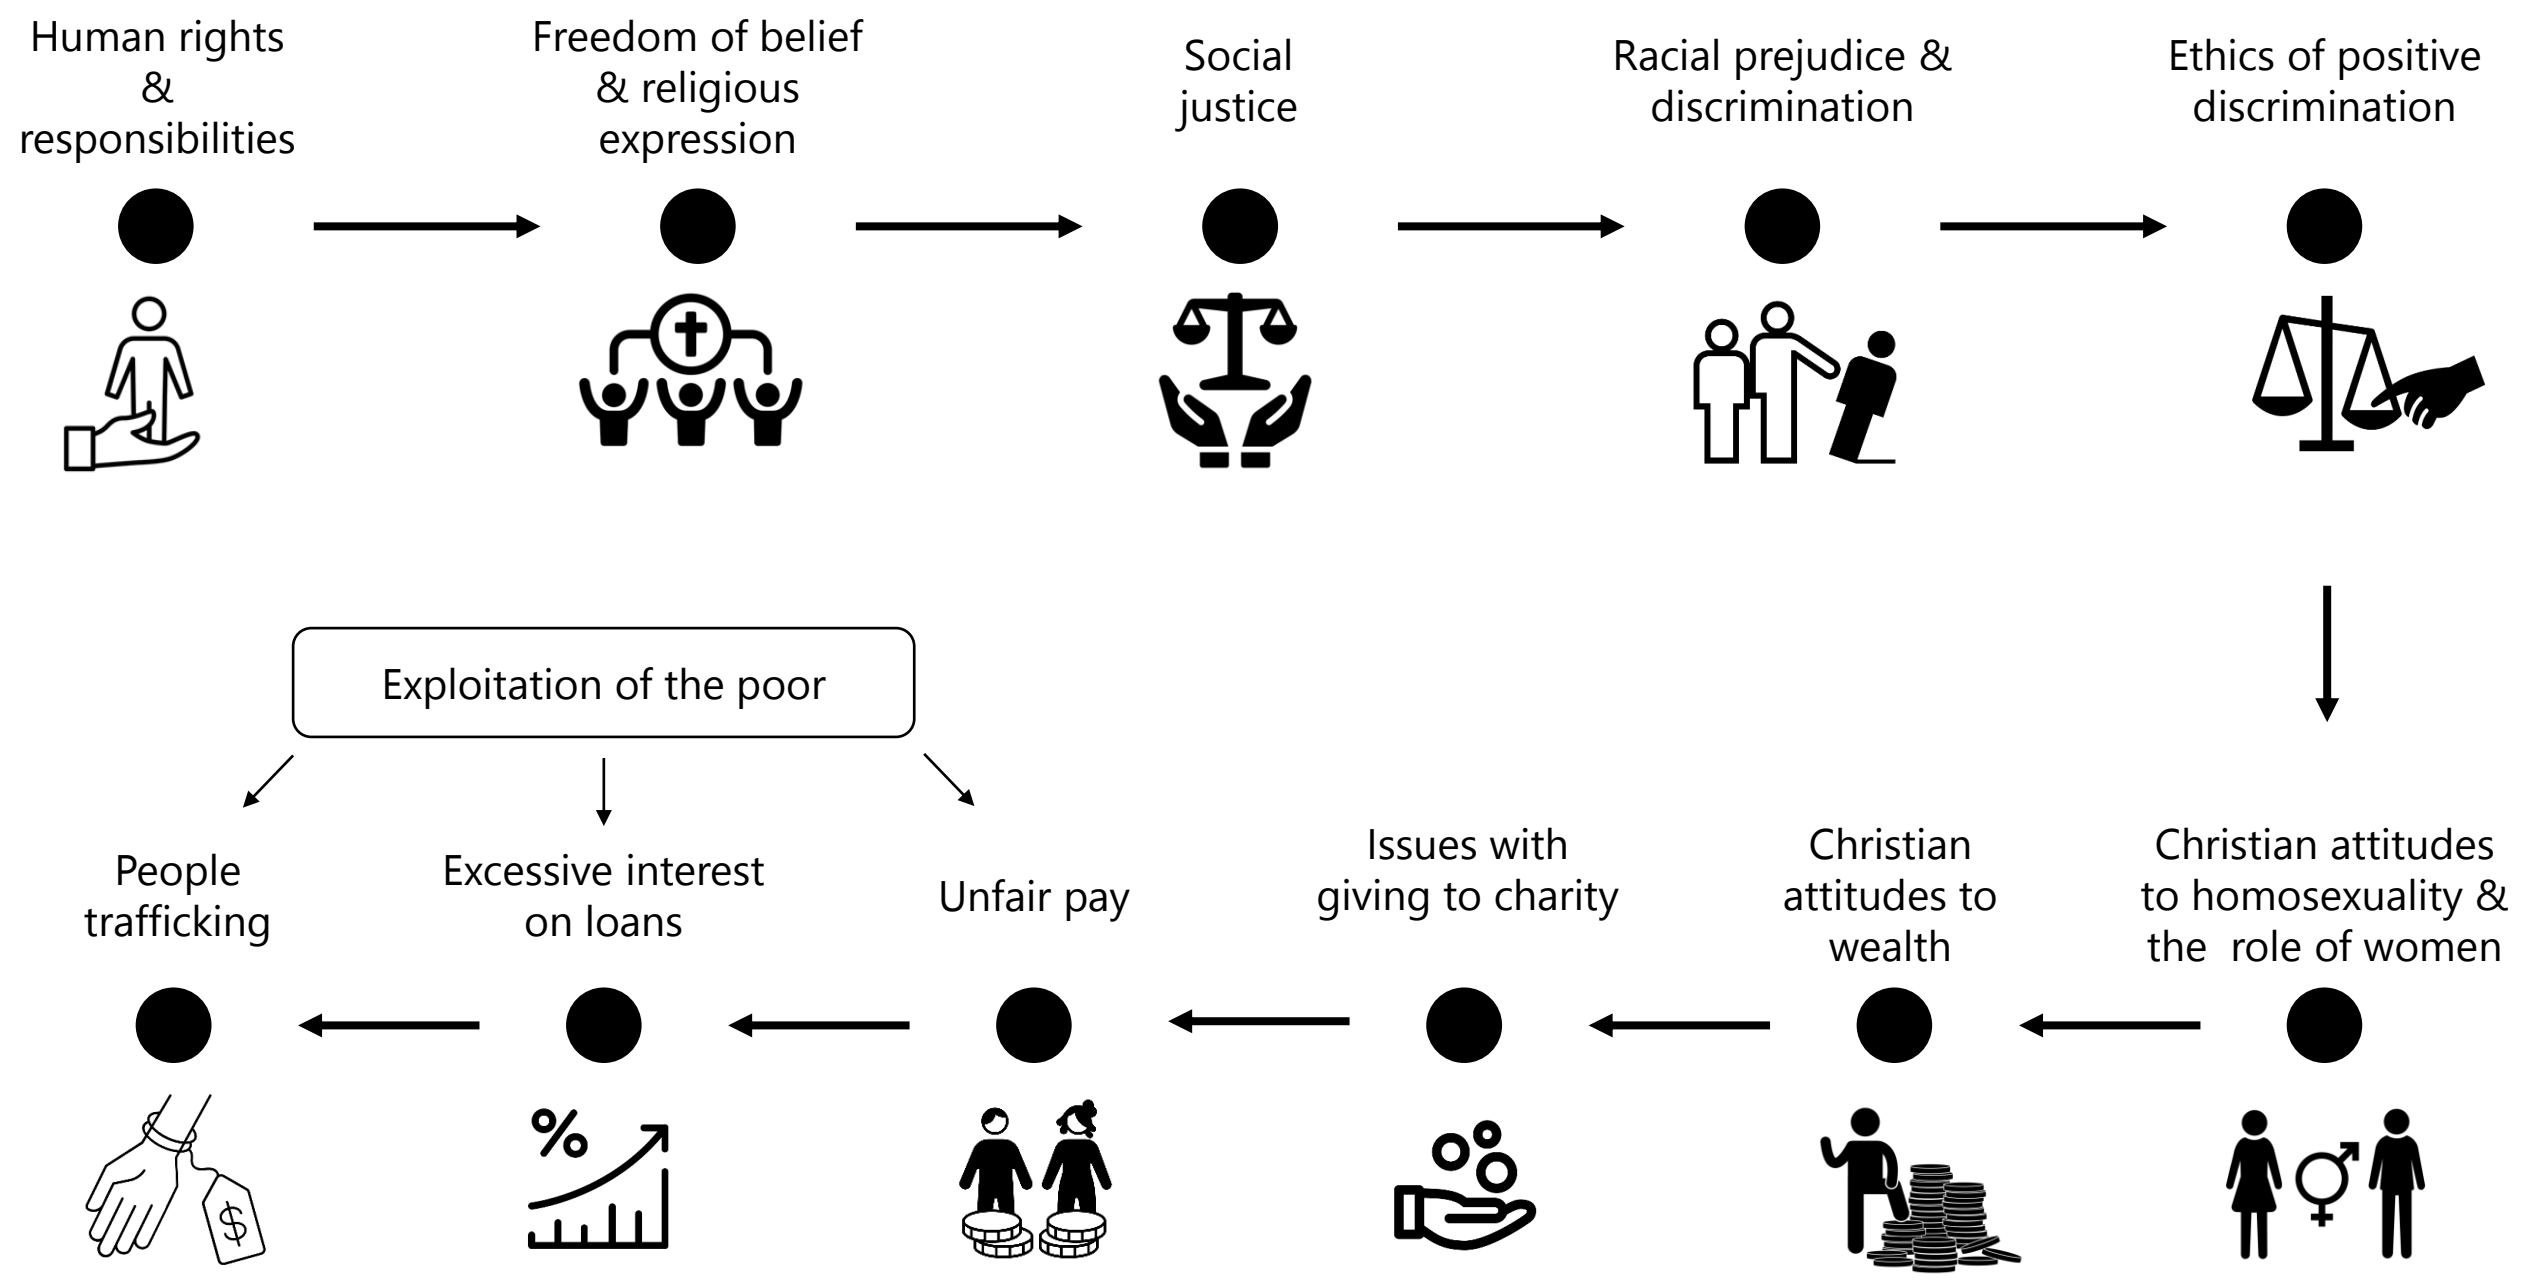 Human rights
&
responsibilities
Freedom of belief
& religious
expression
Social
justice
Racial prejudice &
discrimination
Ethics of positive
discrimination
Exploitation of the poor
People
trafficking
Excessive interest
on loans
Unfair pay
Issues with
giving to charity
Christian
attitudes to
wealth
Christian attitudes
to homosexuality &
the  role of women
%
$